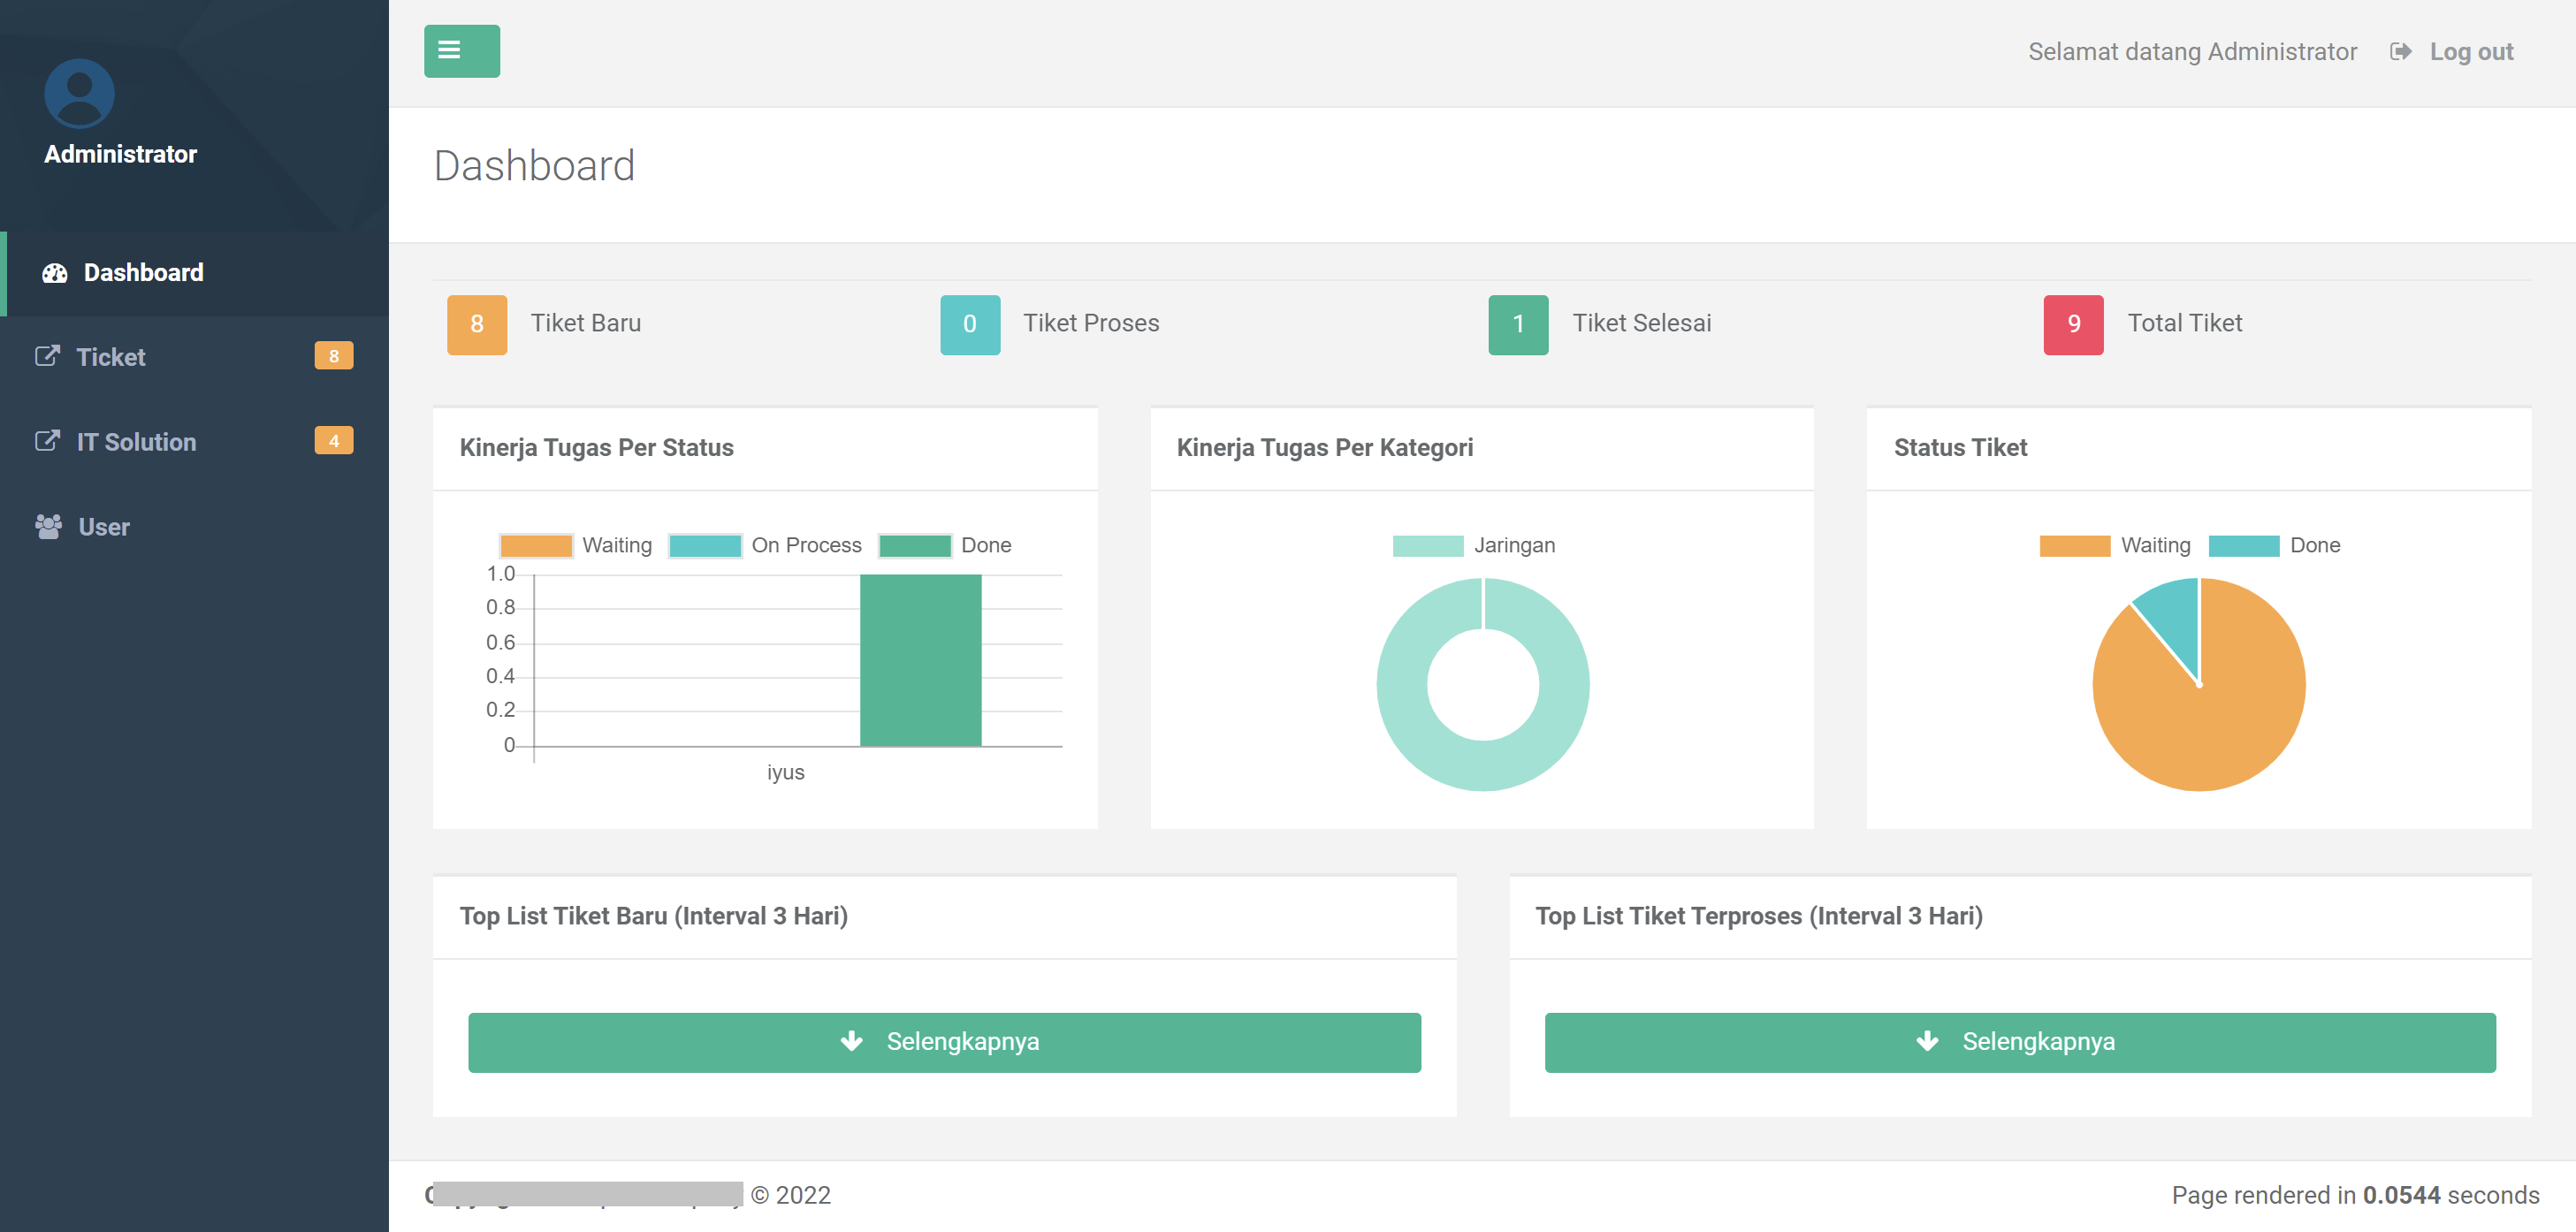 Selamat datang Administrator Log out
Administrator
Dashboard
Ticket 8
IT Solution 4
User
Dashboard
8 Tiket Baru 0 Tiket Proses 1 Tiket Selesai 9 Total Tiket
Kinerja Tugas Per Status
Waiting On Process Done
1.0
0.8
0.6
0.4
0.2
0
iyus
Kinerja Tugas Per Kategori
Jaringan
Status Tiket
Waiting Done
Top List Tiket Baru (Interval 3 Hari)
Selengkapnya
Top List Tiket Terproses (Interval 3 Hari)
Selengkapnya
© 2022
Page rendered in 0.0544 seconds